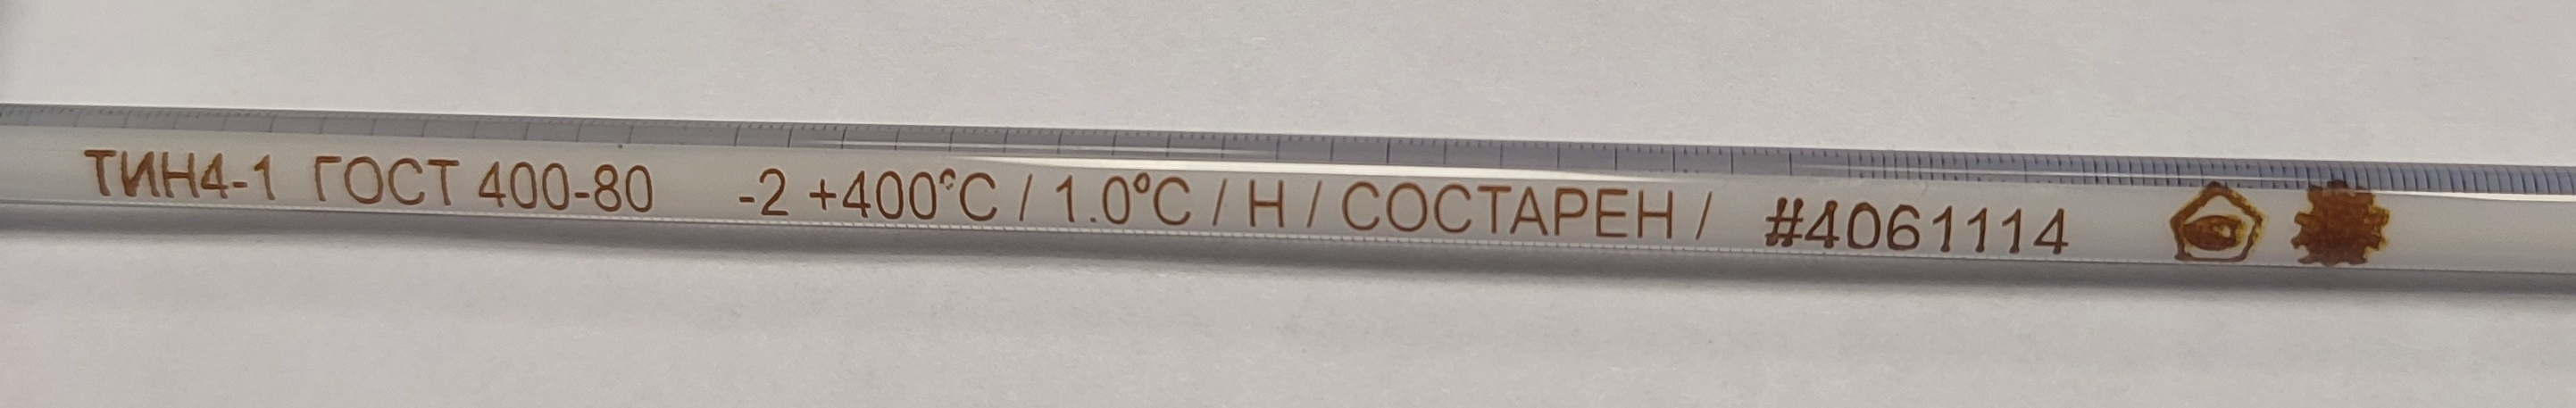 ТИН4-1 ГОСТ 400-80 -2 +400°C / 1.0°C / Н / СОСТАРЕН / #4061114